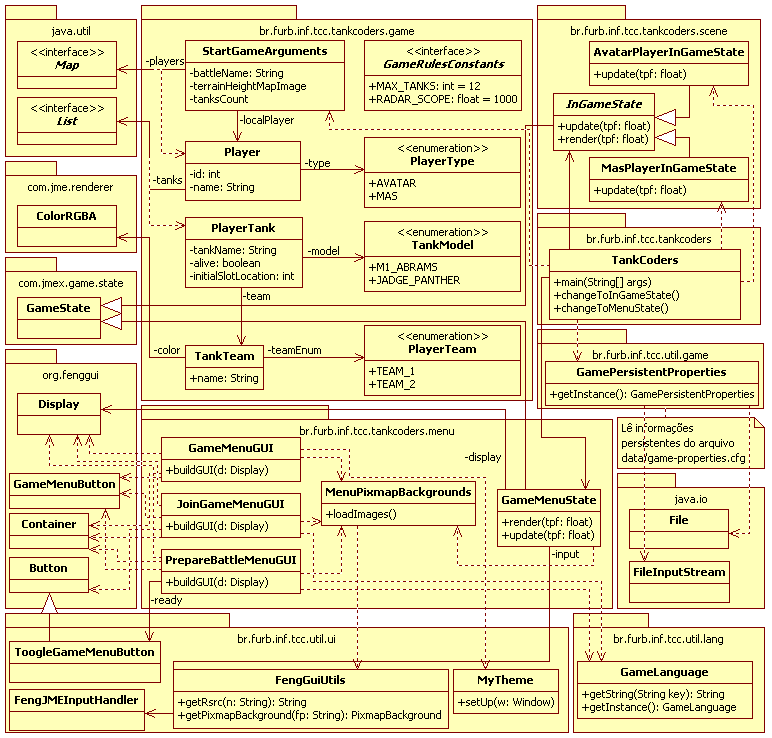 java.util
<<interface>>
Map
<<interface>>
List
com.jme.renderer
ColorRGBA
com.jmex.game.state
GameState
br.furb.inf.tcc.tankcoders.game
-players
StartGameArguments
-battleName: String
-terrainHeightMapImage
-tanksCount
<<interface>>
GameRulesConstants
+MAX_TANKS: int = 12
+RADAR_SCOPE: float = 1000
-localPlayer
Player
-id: int
-name: String
-type
<<enumeration>>
PlayerType
+AVATAR
+MAS
-tanks
PlayerTank
-tankName: String
-alive: boolean
-initialSlotLocation: int
-model
<<enumeration>>
TankModel
+M1_ABRAMS
+JADGE_PANTHER
-team
-color
TankTeam
+name: String
-teamEnum
<<enumeration>>
PlayerTeam
+TEAM_1
+TEAM_2
br.furb.inf.tcc.tankcoders.scene
AvatarPlayerInGameState
+update(tpf: float)
InGameState
+update(tpf: float)
+render(tpf: float)
MasPlayerInGameState
+update(tpf: float)
br.furb.inf.tcc.tankcoders
TankCoders
+main(String[] args)
+changeToInGameState()
+changeToMenuState()
br.furb.inf.tcc.util.game
GamePersistentProperties
+getInstance(): GamePersistentProperties
Lê informações
persistentes do arquivo
data/game-properties.cfg
java.io
File
FileInputStream
org.fenggui
Display
GameMenuButton
Container
Button
br.furb.inf.tcc.tankcoders.menu
GameMenuGUI
+buildGUI(d: Display)
JoinGameMenuGUI
+buildGUI(d: Display)
PrepareBattleMenuGUI
+buildGUI(d: Display)
-ready
MenuPixmapBackgrounds
+loadImages()
-display
GameMenuState
+render(tpf: float)
+update(tpf: float)
-input
br.furb.inf.tcc.util.ui
ToogleGameMenuButton
FengJMEInputHandler
FengGuiUtils
+getRsrc(n: String): String
+getPixmapBackground(fp: String): PixmapBackground
MyTheme
+setUp(w: Window)
br.furb.inf.tcc.util.lang
GameLanguage
+getString(String key): String
+getInstance(): GameLanguage